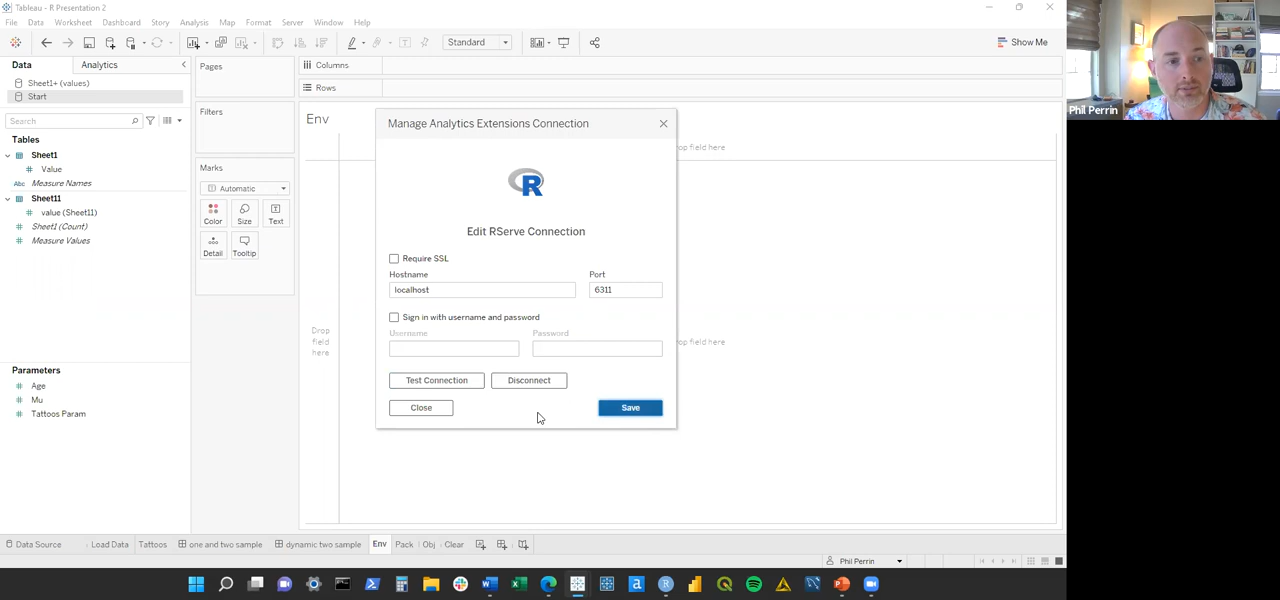 Tableau - R Presentation 2
File Data Worksheet Dashboard Story Analysis Map Format Server Window Help
Standard
Show Me
Data Analytics
Pages
Columns
Sheet1+ (values)
Start
Rows
Search
Filters
Env
Tables
Sheet1
Value
Abc Measure Names
Sheet11
value (Sheet11)
Sheet1 (Count)
Measure Values
Marks
Automatic
Color Size Text
Detail Tooltip
Drop
field
here
op field here
op field here
Manage Analytics Extensions Connection
R
Edit RServe Connection
Require SSL
Hostname Port
localhost 6311
Sign in with username and password
Username Password
Test Connection Disconnect
Close Save
Parameters
Age
Mu
Tattoos Param
Data Source Load Data Tattoos one and two sample dynamic two sample Env Pack Obj Clear
Phil Perrin
Phil Perrin